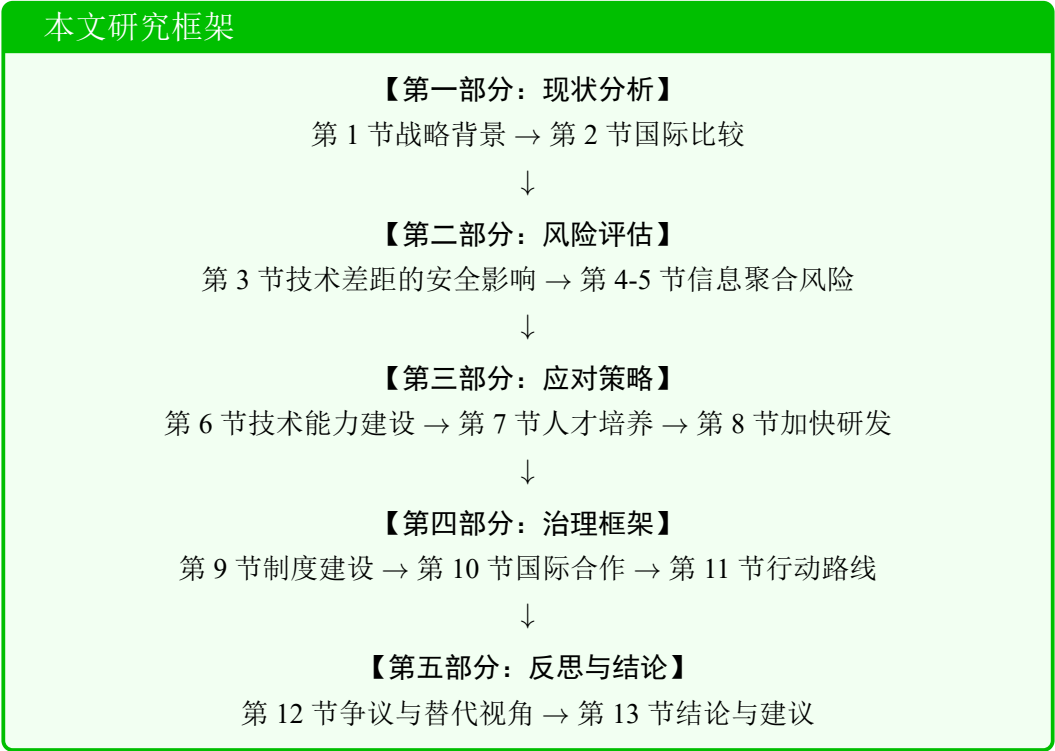 本文研究框架
【第一部分：现状分析】
第 1 节战略背景 → 第 2 节国际比较
↓
【第二部分：风险评估】
第 3 节技术差距的安全影响 → 第 4-5 节信息聚合风险
↓
【第三部分：应对策略】
第 6 节技术能力建设 → 第 7 节人才培养 → 第 8 节加快研发
↓
【第四部分：治理框架】
第 9 节制度建设 → 第 10 节国际合作 → 第 11 节行动路线
↓
【第五部分：反思与结论】
第 12 节争议与替代视角 → 第 13 节结论与建议